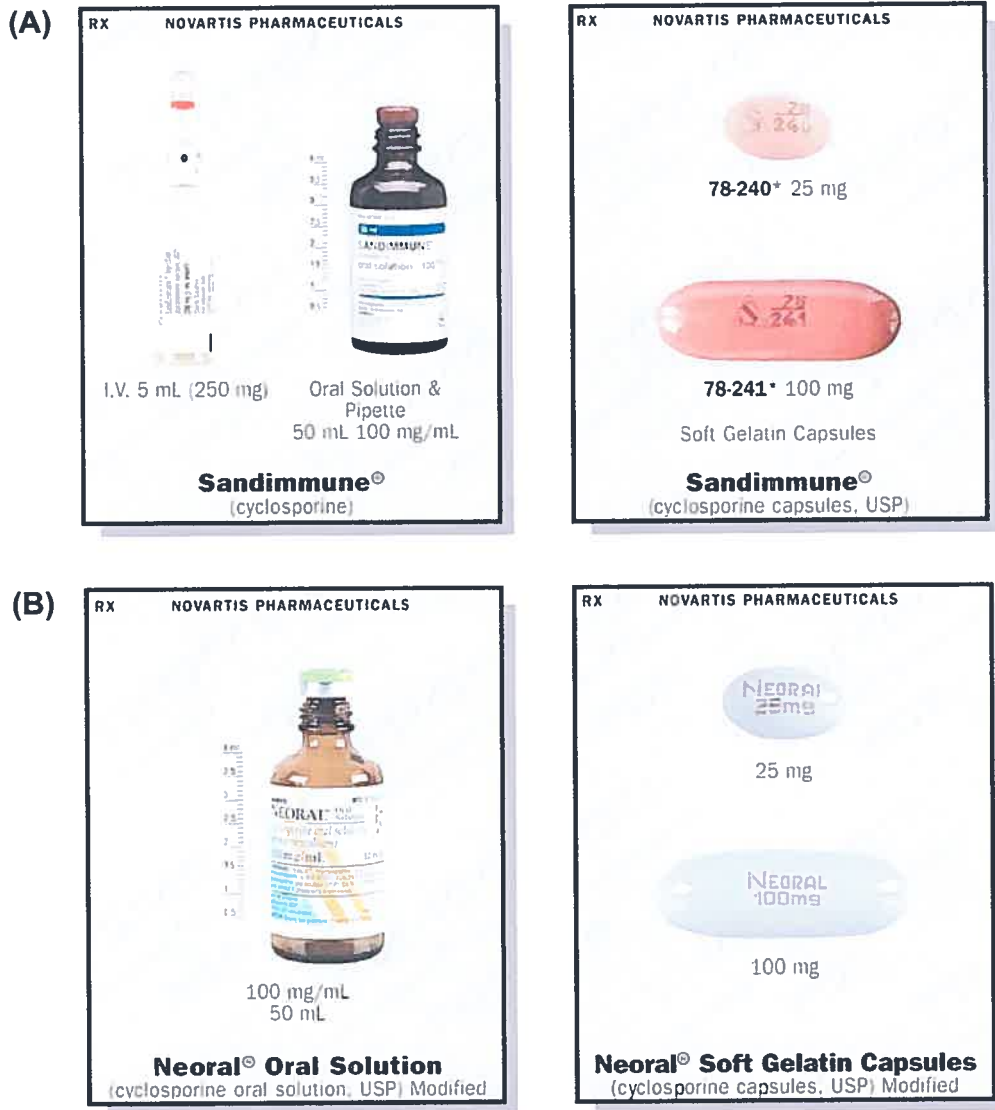 (A)
RX NOVARTIS PHARMACEUTICALS
SANDIMMUNE
oral solution
I.V. 5 mL (250 mg)
Oral Solution &
Pipette
50 mL 100 mg/mL
Sandimmune®
(cyclosporine)
RX NOVARTIS PHARMACEUTICALS
78-240* 25 mg
78-241* 100 mg
Soft Gelatin Capsules
Sandimmune®
(cyclosporine capsules, USP)
(B)
RX NOVARTIS PHARMACEUTICALS
NEORAL
100 mg/mL
50 mL
Neoral® Oral Solution
(cyclosporine oral solution, USP) Modified
RX NOVARTIS PHARMACEUTICALS
NEORAL
25mg
25 mg
NEORAL
100mg
100 mg
Neoral® Soft Gelatin Capsules
(cyclosporine capsules, USP) Modified